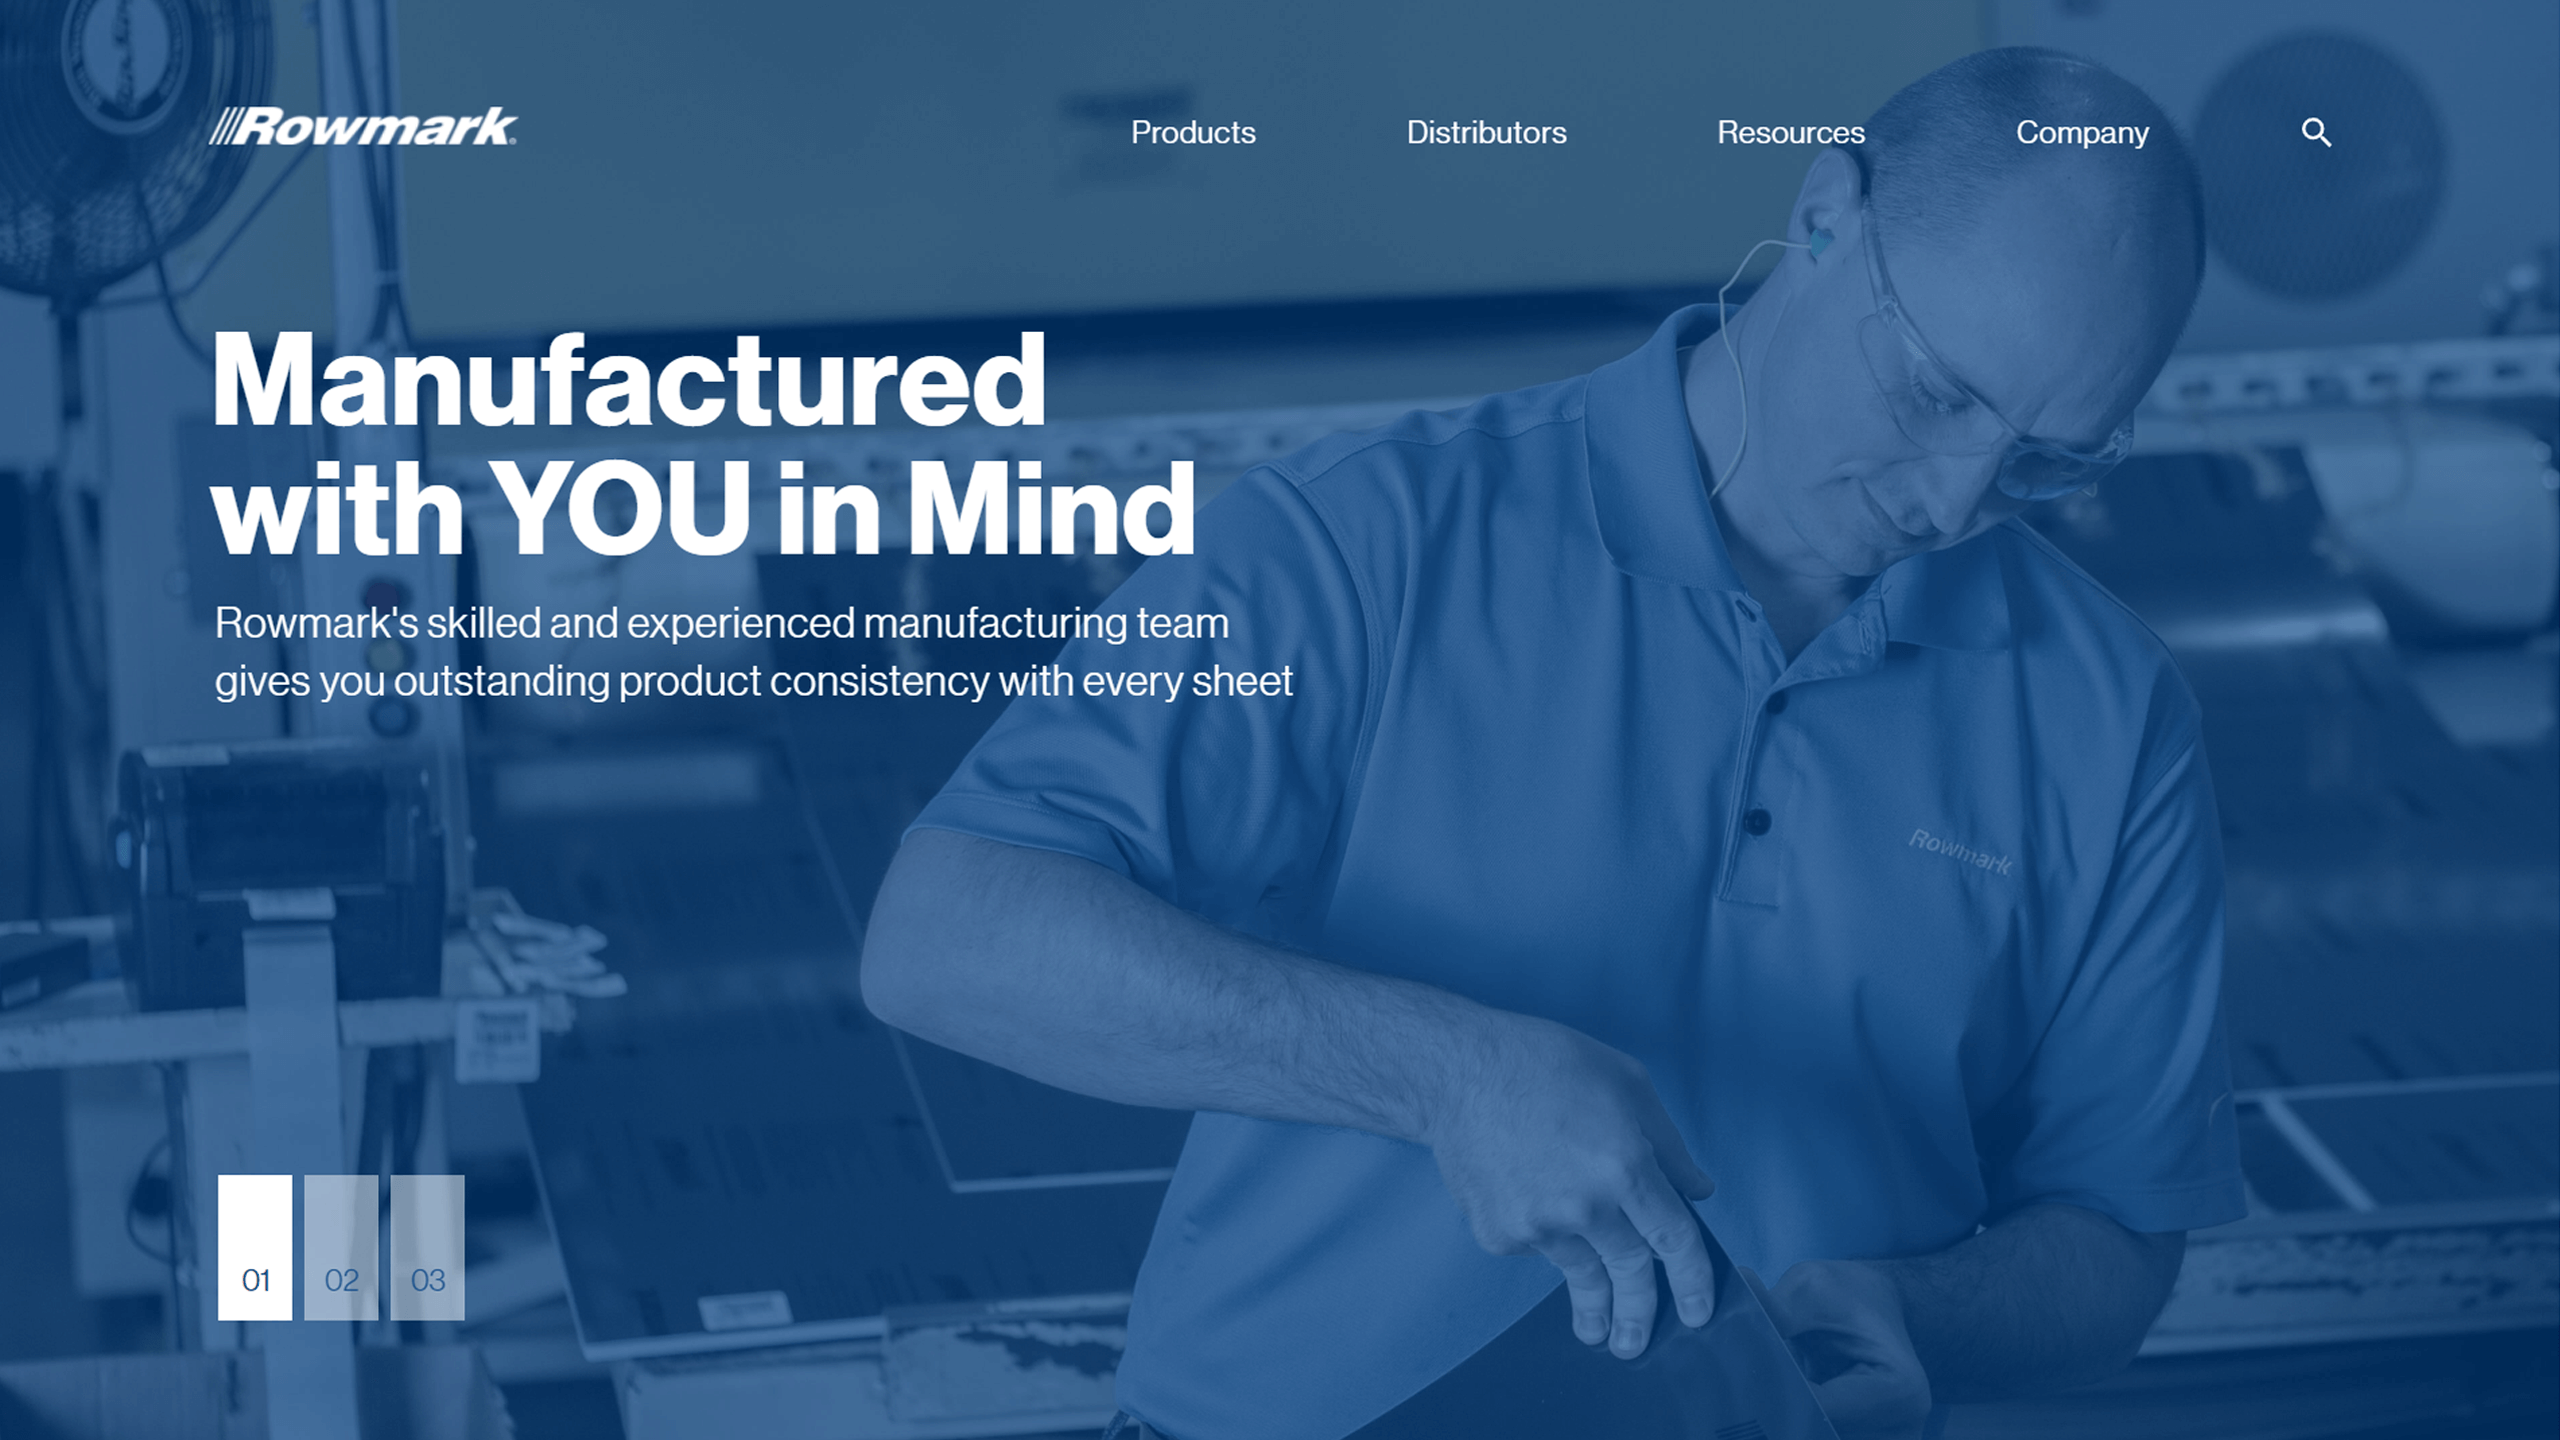 Rowmark
Products
Distributors
Resources
Company
Manufactured
with YOU in Mind
Rowmark's skilled and experienced manufacturing team
gives you outstanding product consistency with every sheet
Rowmark
01
02
03